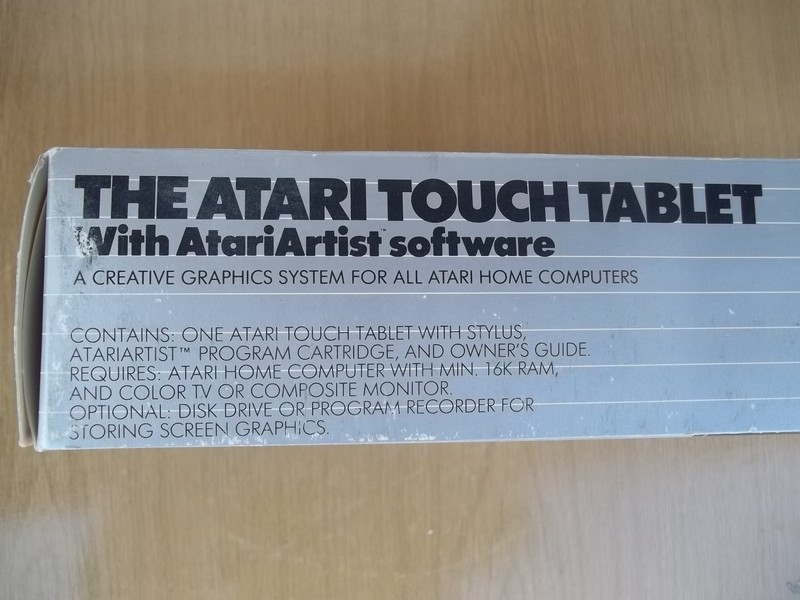 THE ATARI TOUCH TABLET
With AtariArtist™ software
A CREATIVE GRAPHICS SYSTEM FOR ALL ATARI HOME COMPUTERS
CONTAINS: ONE ATARI TOUCH TABLET WITH STYLUS,
ATARIARTIST™ PROGRAM CARTRIDGE, AND OWNER'S GUIDE.
REQUIRES: ATARI HOME COMPUTER WITH MIN. 16K RAM,
AND COLOR TV OR COMPOSITE MONITOR.
OPTIONAL: DISK DRIVE OR PROGRAM RECORDER FOR
STORING SCREEN GRAPHICS.